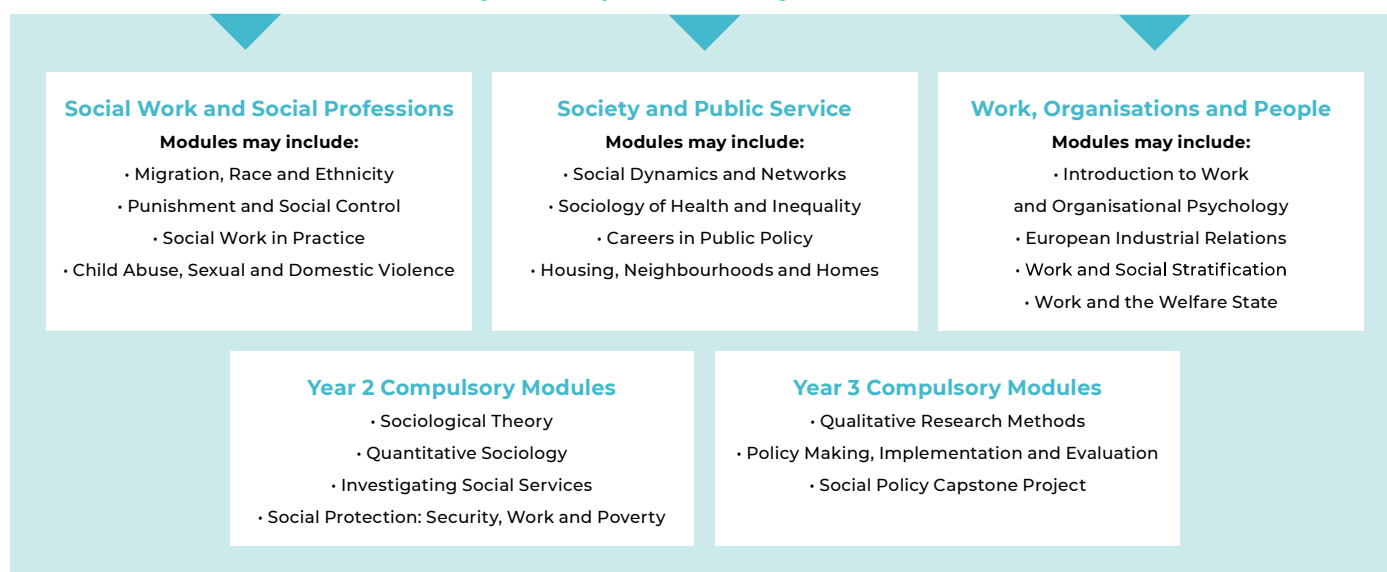 Social Work and Social Professions
Modules may include:
• Migration, Race and Ethnicity
• Punishment and Social Control
• Social Work in Practice
• Child Abuse, Sexual and Domestic Violence
Society and Public Service
Modules may include:
• Social Dynamics and Networks
• Sociology of Health and Inequality
• Careers in Public Policy
• Housing, Neighbourhoods and Homes
Work, Organisations and People
Modules may include:
• Introduction to Work
and Organisational Psychology
• European Industrial Relations
• Work and Social Stratification
• Work and the Welfare State
Year 2 Compulsory Modules
• Sociological Theory
• Quantitative Sociology
• Investigating Social Services
• Social Protection: Security, Work and Poverty
Year 3 Compulsory Modules
• Qualitative Research Methods
• Policy Making, Implementation and Evaluation
• Social Policy Capstone Project